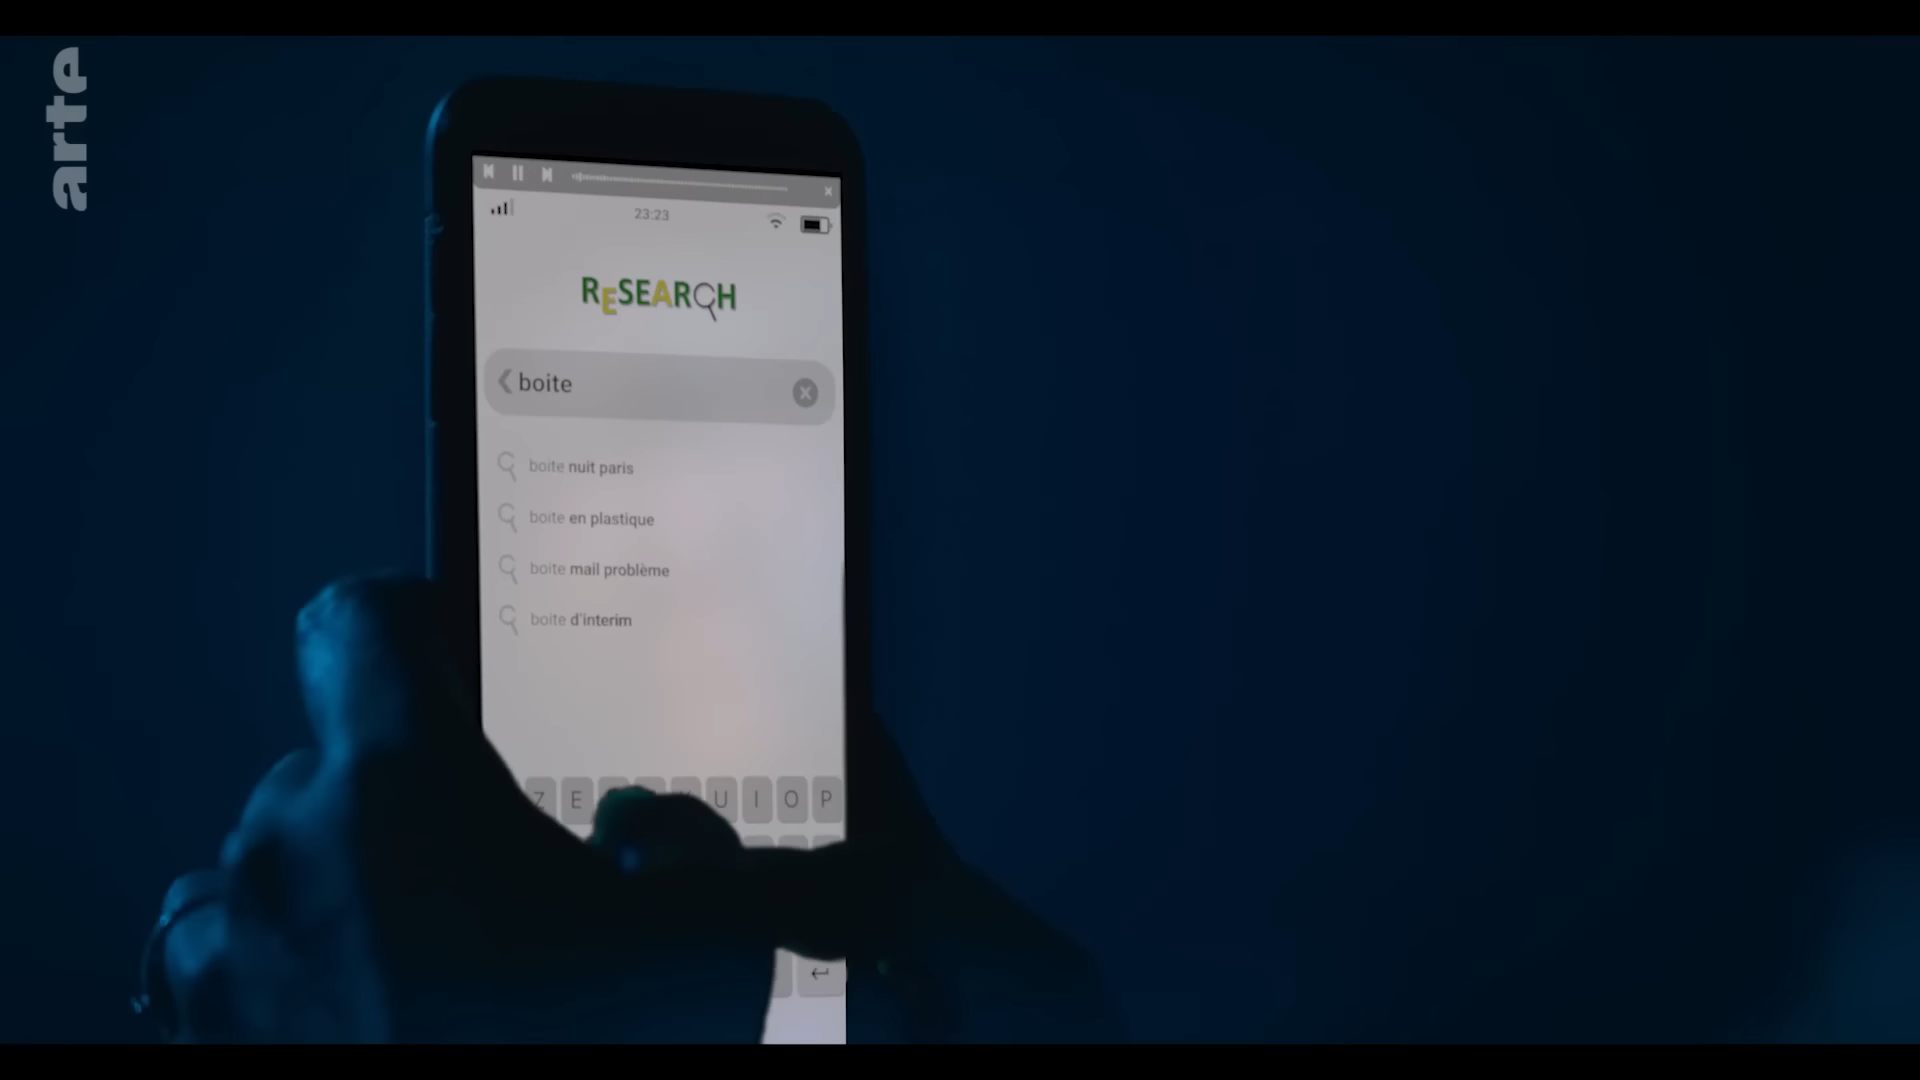 arte
23:23
RESEARCH
boite
boite nuit paris
boite en plastique
boite mail problème
boite d'interim
Z E U I O P